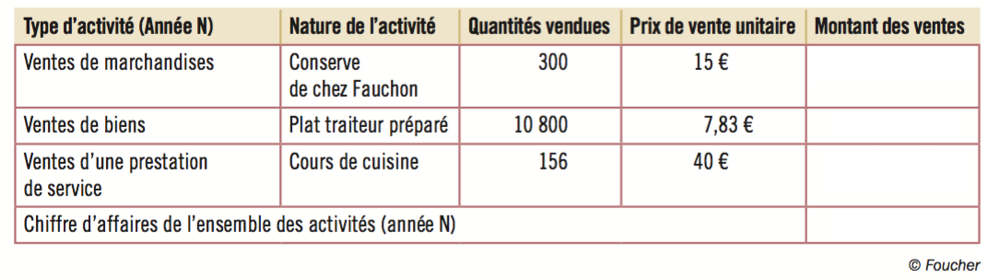 Type d’activité (Année N) Nature de l’activité Quantités vendues Prix de vente unitaire Montant des ventes
Ventes de marchandises Conserve 300 15 €
de chez Fauchon
Ventes de biens Plat traiteur préparé 10 800 7,83 €
Ventes d’une prestation Cours de cuisine 156 40 €
de service
Chiffre d’affaires de l’ensemble des activités (année N)
© Foucher